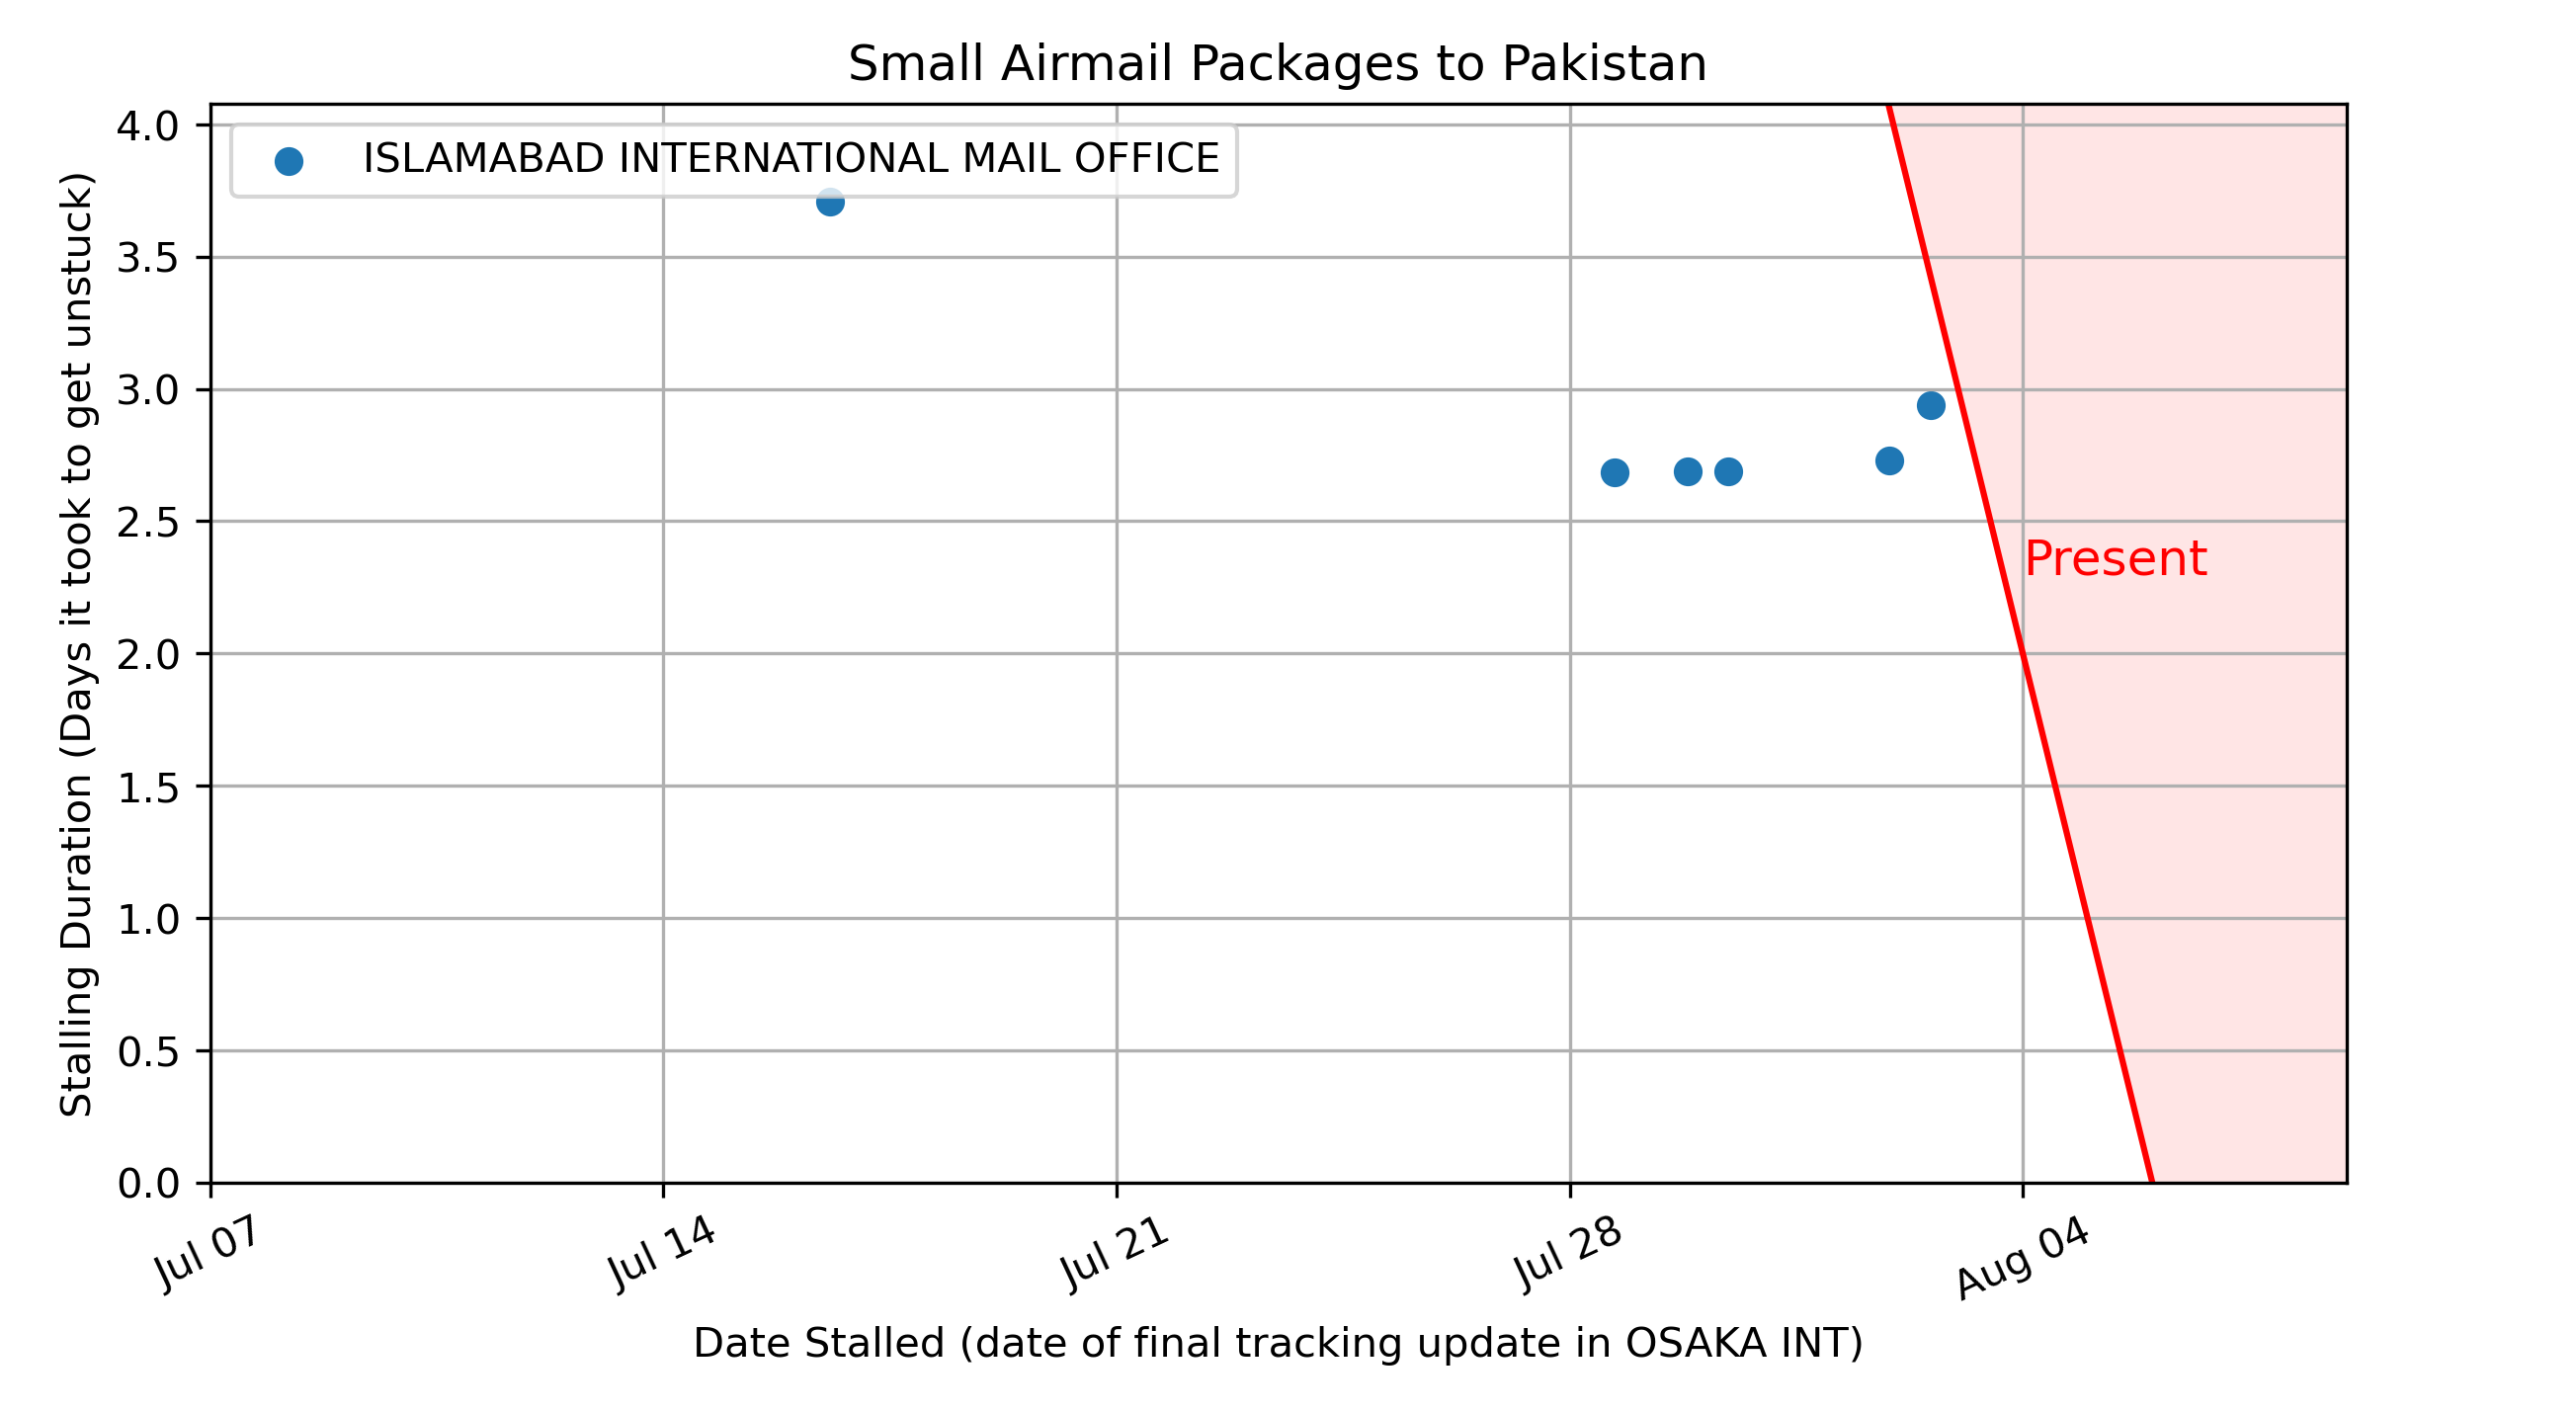 Small Airmail Packages to Pakistan
ISLAMABAD INTERNATIONAL MAIL OFFICE
Stalling Duration (Days it took to get unstuck)
4.0
3.5
3.0
2.5
2.0
1.5
1.0
0.5
0.0
Present
Jul 07
Jul 14
Jul 21
Jul 28
Aug 04
Date Stalled (date of final tracking update in OSAKA INT)